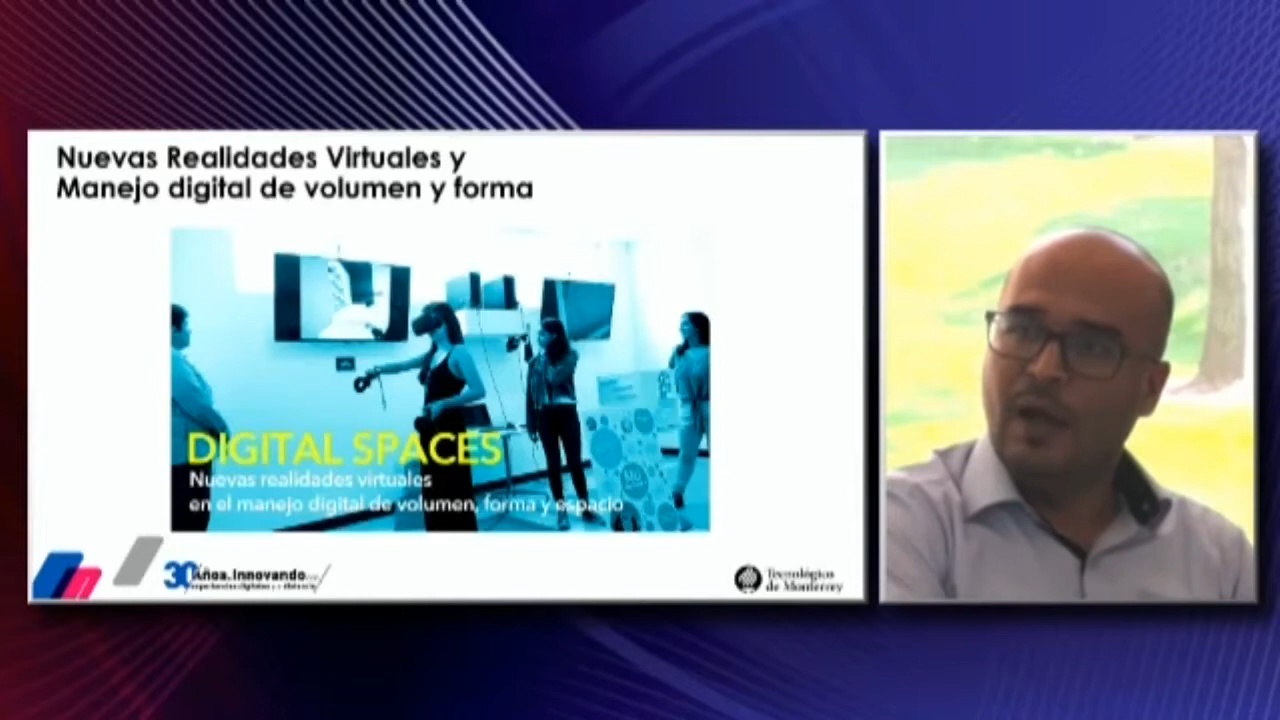 Nuevas Realidades Virtuales y
Manejo digital de volumen y forma
DIGITAL SPACES
Nuevas realidades virtuales
en el manejo digital de volumen, forma y espacio
30 Años.Innovando
Tecnológico
de Monterrey